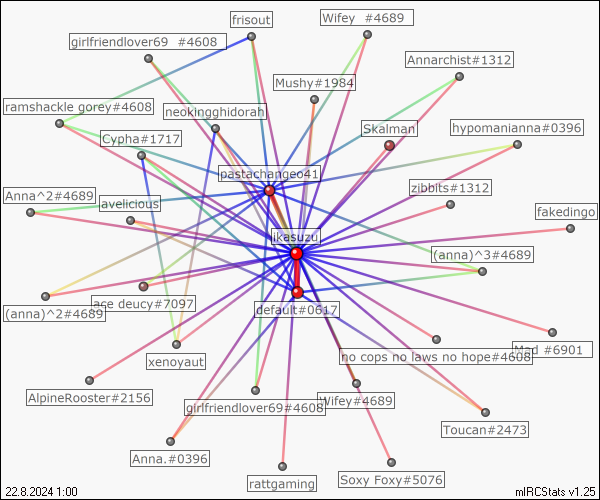 frisout
Wifey  #4689
girlfriendlover69  #4608
Annarchist#1312
Mushy#1984
ramshackle gorey#4608
neokingghidorah
Skalman
hypomanianna#0396
Cypha#1717
pastachangeo41
zibbits#1312
Anna^2#4689
avelicious
fakedingo
ikasuzu
(anna)^3#4689
(anna)^2#4689
ace deucy#7097
default#0617
Mad #6901
no cops no laws no hope#4608
xenoyaut
AlpineRooster#2156
girlfriendlover69#4608
Wifey#4689
Toucan#2473
Anna.#0396
rattgaming
Soxy Foxy#5076
22.8.2024 1:00
mIRCStats v1.25